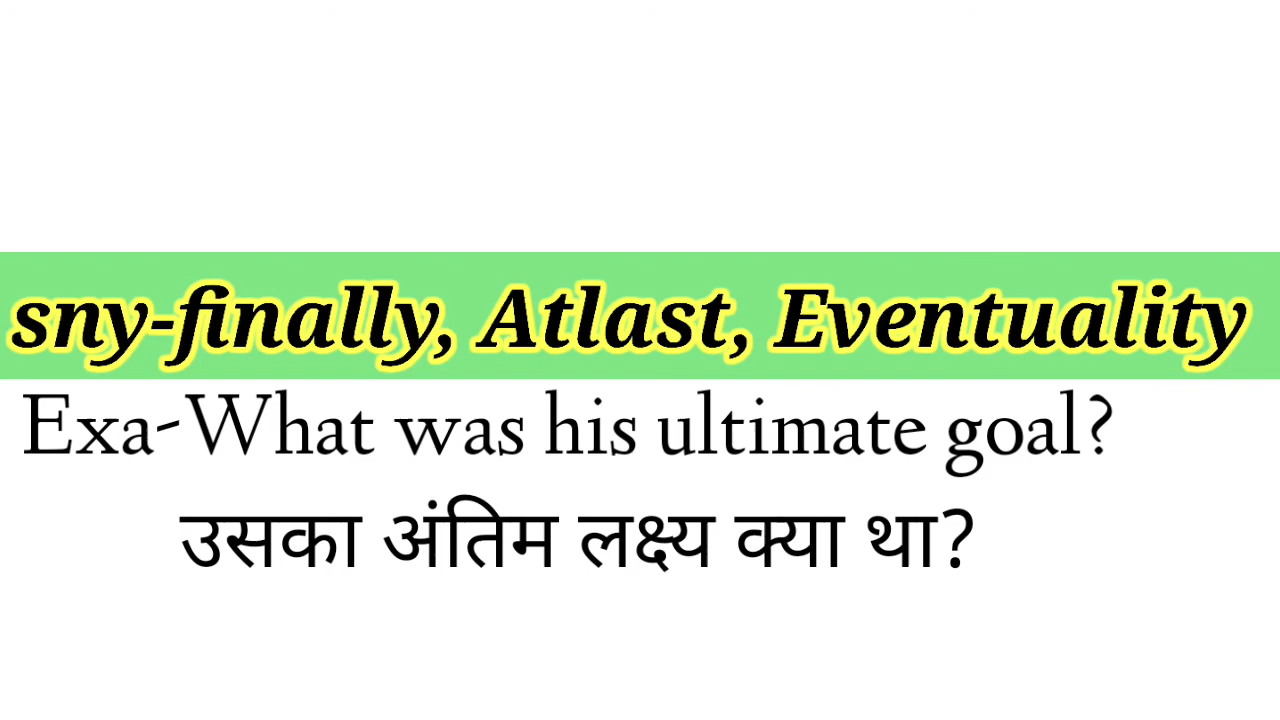 sny-finally, Atlast, Eventuality
Exa-What was his ultimate goal?
उसका अंतिम लक्ष्य क्या था?